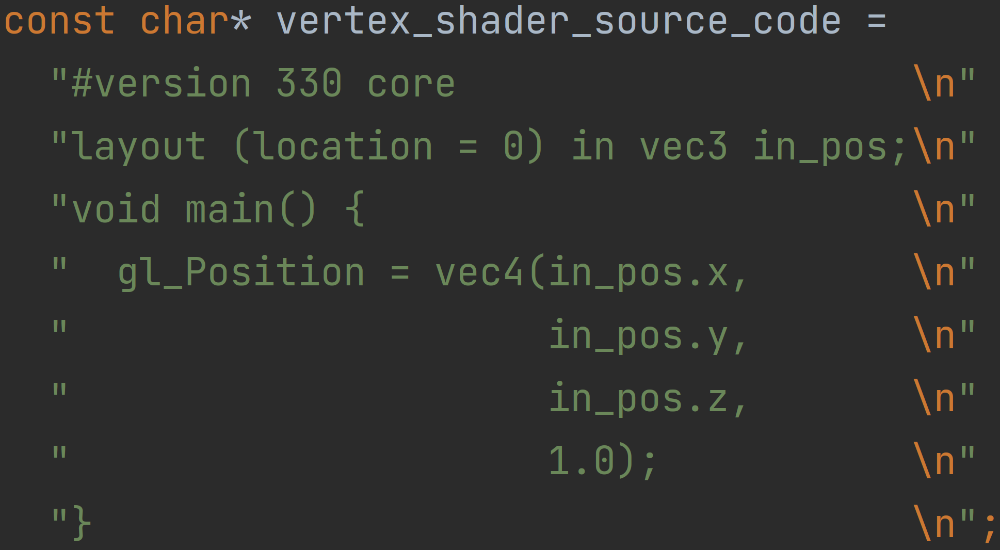 const char* vertex_shader_source_code =
  "#version 330 core                    \n"
  "layout (location = 0) in vec3 in_pos;\n"
  "void main() {                        \n"
  "  gl_Position = vec4(in_pos.x,       \n"
  "                     in_pos.y,       \n"
  "                     in_pos.z,       \n"
  "                     1.0);           \n"
  "}                                    \n";